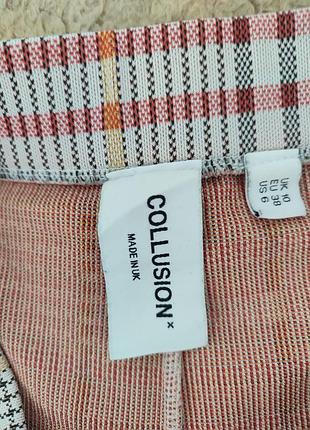 COLLUSION ×
MADE IN UK
UK 10
EU 38
US 6